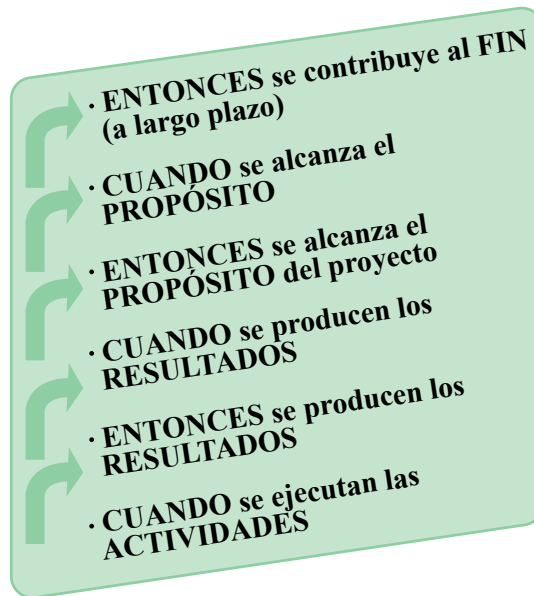 · ENTONCES se contribuye al FIN
(a largo plazo)
· CUANDO se alcanza el
PROPÓSITO
· ENTONCES se alcanza el
PROPÓSITO del proyecto
· CUANDO se producen los
RESULTADOS
· ENTONCES se producen los
RESULTADOS
· CUANDO se ejecutan las
ACTIVIDADES